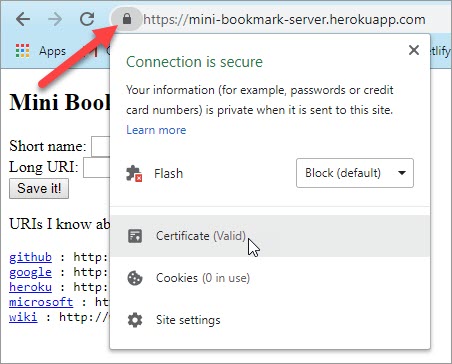 https://mini-bookmark-server.herokuapp.com
Apps
etlify
Connection is secure
Your information (for example, passwords or credit
card numbers) is private when it is sent to this site.
Learn more
Flash
Block (default)
Certificate (Valid)
Cookies (0 in use)
Site settings
Mini Book
Short name:
Long URI:
Save it!
URIs I know ab
github : http:
google : http:
heroku : http:
microsoft : ht
wiki : http://